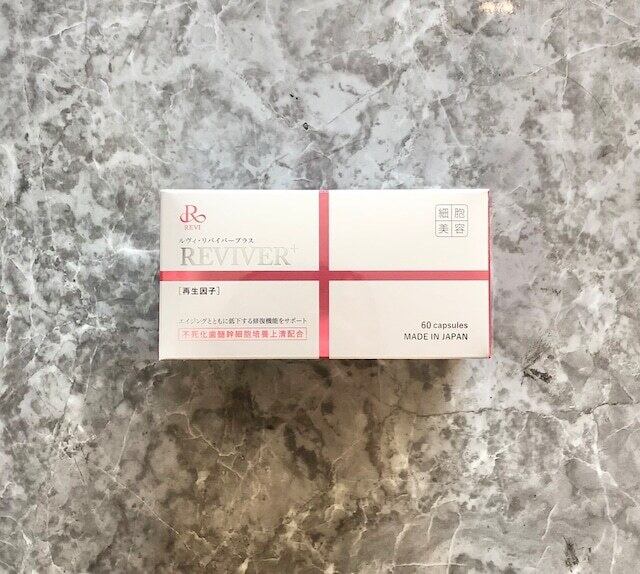 R
REVI
ルヴィ・リバイバープラス
REVIVER+
[再生因子]
エイジングとともに低下する修復機能をサポート
不死化歯髄幹細胞培養上清配合
細胞
美容
60 capsules
MADE IN JAPAN